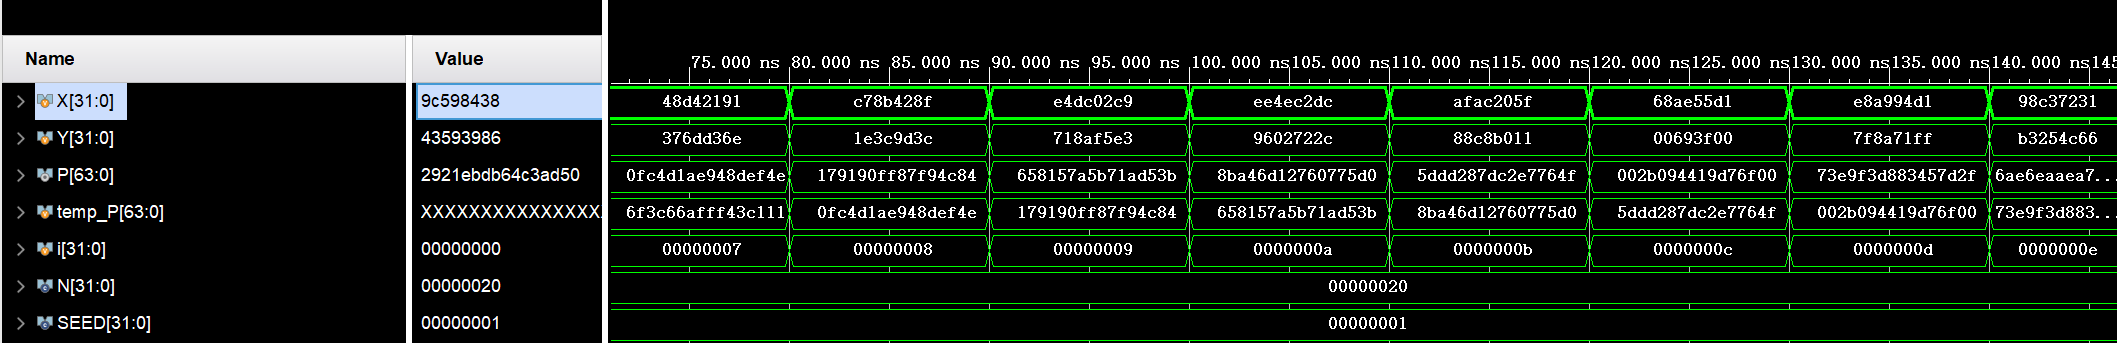 Name Value
75.000 ns 80.000 ns 85.000 ns 90.000 ns 95.000 ns 100.000 ns 105.000 ns 110.000 ns 115.000 ns 120.000 ns 125.000 ns 130.000 ns 135.000 ns 140.000 ns 145
X[31:0] 9c598438 48d42191 c78b428f e4dc02c9 ee4ec2dc afac205f 68ae55d1 e8a994d1 98c37231
Y[31:0] 43593986 376dd36e 1e3c9d3c 718af5e3 9602722c 88c8b011 00693f00 7f8a71ff b3254c66
P[63:0] 2921ebdb64c3ad50 0fc4d1ae948def4e 179190ff87f94c84 658157a5b71ad53b 8ba46d12760775d0 5ddd287dc2e7764f 002b094419d76f00 73e9f3d883457d2f 6ae6eaaea7...
temp_P[63:0] XXXXXXXXXXXXXXX 6f3c66afff43c111 0fc4d1ae948def4e 179190ff87f94c84 658157a5b71ad53b 8ba46d12760775d0 5ddd287dc2e7764f 002b094419d76f00 73e9f3d883...
i[31:0] 00000000 00000007 00000008 00000009 0000000a 0000000b 0000000c 0000000d 0000000e
N[31:0] 00000020 00000020
SEED[31:0] 00000001 00000001